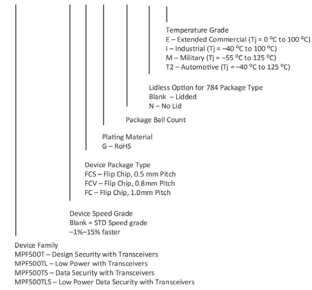 Temperature Grade
E – Extended Commercial (Tj = 0 °C to 100 °C)
I – Industrial (Tj = –40 °C to 100 °C)
M – Military (Tj = –55 °C to 125 °C)
T2 – Automotive (Tj = –40 °C to 125 °C)
Lidless Option for 784 Package Type
Blank – Lidded
N – No Lid
Package Ball Count
Plating Material
G – RoHS
Device Package Type
FCS – Flip Chip, 0.5 mm Pitch
FCV – Flip Chip, 0.8mm Pitch
FC – Flip Chip, 1.0mm Pitch
Device Speed Grade
Blank = STD Speed grade
–1%–15% faster
Device Family
MPF500T – Design Security with Transceivers
MPF500TL – Low Power with Transceivers
MPF500TS – Data Security with Transceivers
MPF500TLS – Low Power Data Security with Transceivers